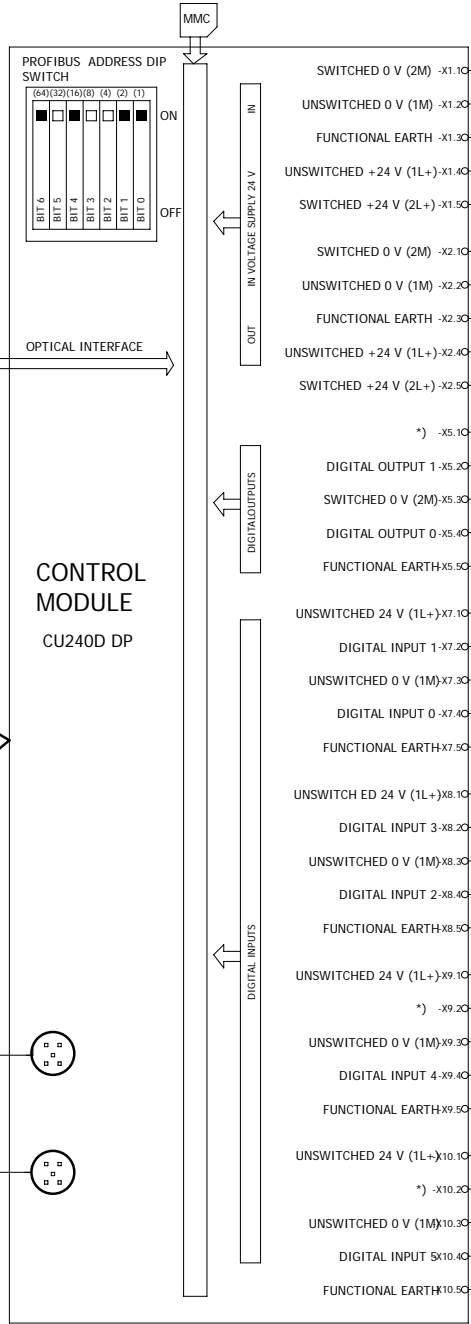 MMC
PROFIBUS ADDRESS DIP
SWITCH
(64)(32)(16)(8) (4) (2) (1)
ON
BIT 6 BIT 5 BIT 4 BIT 3 BIT 2 BIT 1 BIT 0
OFF
OPTICAL INTERFACE
CONTROL
MODULE
CU240D DP
IN
IN VOLTAGE SUPPLY 24 V
OUT
DIGITALOUTPUTS
DIGITAL INPUTS
SWITCHED 0 V (2M) -X1.1
UNSWITCHED 0 V (1M) -X1.2
FUNCTIONAL EARTH -X1.3
UNSWITCHED +24 V (1L+) -X1.4
SWITCHED +24 V (2L+) -X1.5
SWITCHED 0 V (2M) -X2.1
UNSWITCHED 0 V (1M) -X2.2
FUNCTIONAL EARTH -X2.3
UNSWITCHED +24 V (1L+) -X2.4
SWITCHED +24 V (2L+) -X2.5
*) -X5.1
DIGITAL OUTPUT 1 -X5.2
SWITCHED 0 V (2M) -X5.3
DIGITAL OUTPUT 0 -X5.4
FUNCTIONAL EARTH -X5.5
UNSWITCHED 24 V (1L+) -X7.1
DIGITAL INPUT 1 -X7.2
UNSWITCHED 0 V (1M) -X7.3
DIGITAL INPUT 0 -X7.4
FUNCTIONAL EARTH -X7.5
UNSWITCH ED 24 V (1L+) -X8.1
DIGITAL INPUT 3 -X8.2
UNSWITCHED 0 V (1M) -X8.3
DIGITAL INPUT 2 -X8.4
FUNCTIONAL EARTH -X8.5
UNSWITCHED 24 V (1L+) -X9.1
*) -X9.2
UNSWITCHED 0 V (1M) -X9.3
DIGITAL INPUT 4 -X9.4
FUNCTIONAL EARTH -X9.5
UNSWITCHED 24 V (1L+) -X10.1
*) -X10.2
UNSWITCHED 0 V (1M) -X10.3
DIGITAL INPUT 5 -X10.4
FUNCTIONAL EARTH -X10.5